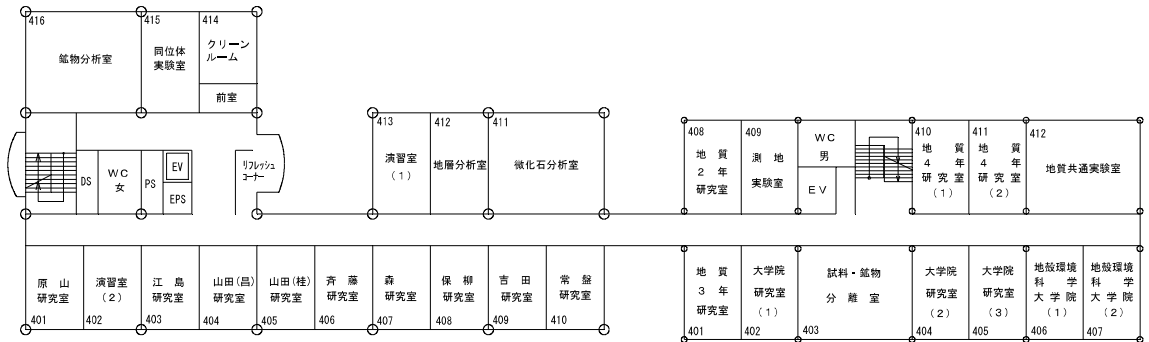 416
鉱物分析室
415
同位体
実験室
414
クリーン
ルーム
前室
413
演習室
(1)
412
地層分析室
411
微化石分析室
408
地質
2年
研究室
409
測地
実験室
WC
男
EV
410
地質
4年
研究室
(1)
411
地質
4年
研究室
(2)
412
地質共通実験室
DS
WC
女
PS
EV
EPS
リフレッシュ
コーナー
原山
研究室
401
演習室
(2)
402
江島
研究室
403
山田(昌)
研究室
404
山田(桂)
研究室
405
斉藤
研究室
406
森
研究室
407
保柳
研究室
408
吉田
研究室
409
常盤
研究室
410
地質
3年
研究室
401
大学院
研究室
(1)
402
試料・鉱物
分離室
403
大学院
研究室
(2)
404
大学院
研究室
(3)
405
地殻環境
科学
大学院
(1)
406
地殻環境
科学
大学院
(2)
407